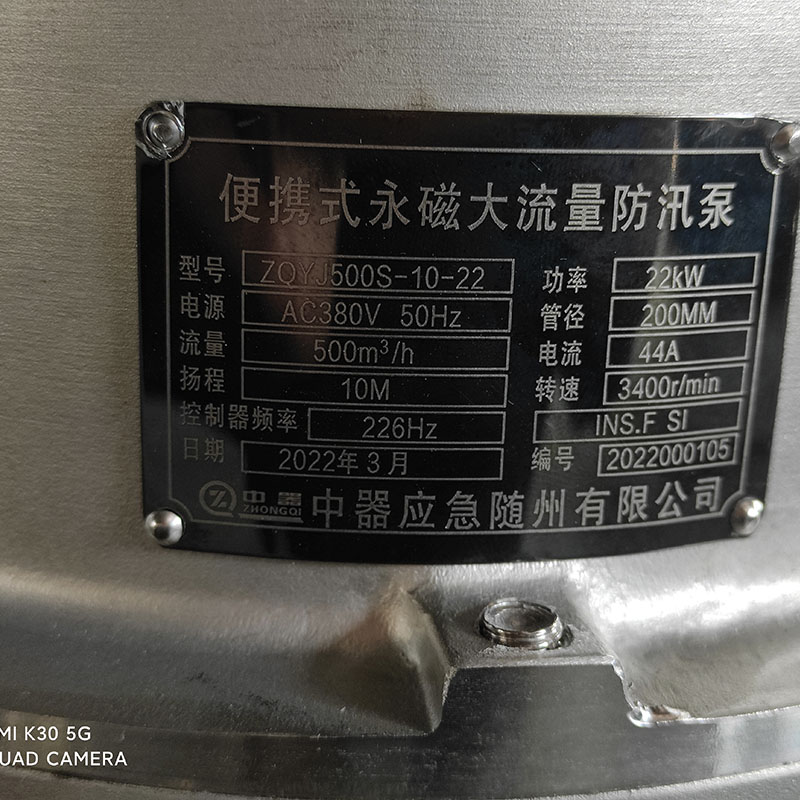 便携式永磁大流量防汛泵
型号 ZQYJ500S-10-22 功率 22kW
电源 AC380V 50Hz 管径 200MM
流量 500m³/h 电流 44A
扬程 10M 转速 3400r/min
控制器频率 226Hz INS.F SI
日期 2022年3月 编号 2022000105
中器 ZHONGQI 中器应急随州有限公司
MI K30 5G
UAD CAMERA